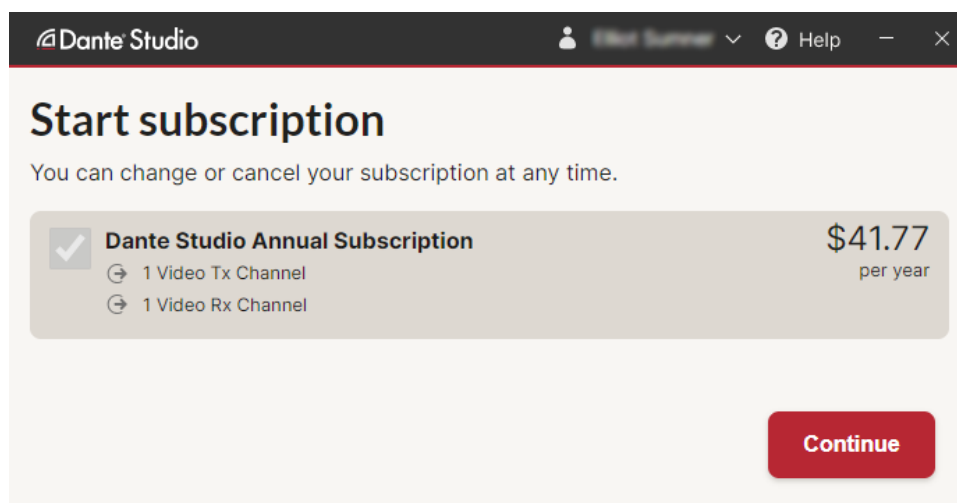 Dante Studio
Help
Start subscription
You can change or cancel your subscription at any time.
Dante Studio Annual Subscription
$41.77
1 Video Tx Channel
per year
1 Video Rx Channel
Continue